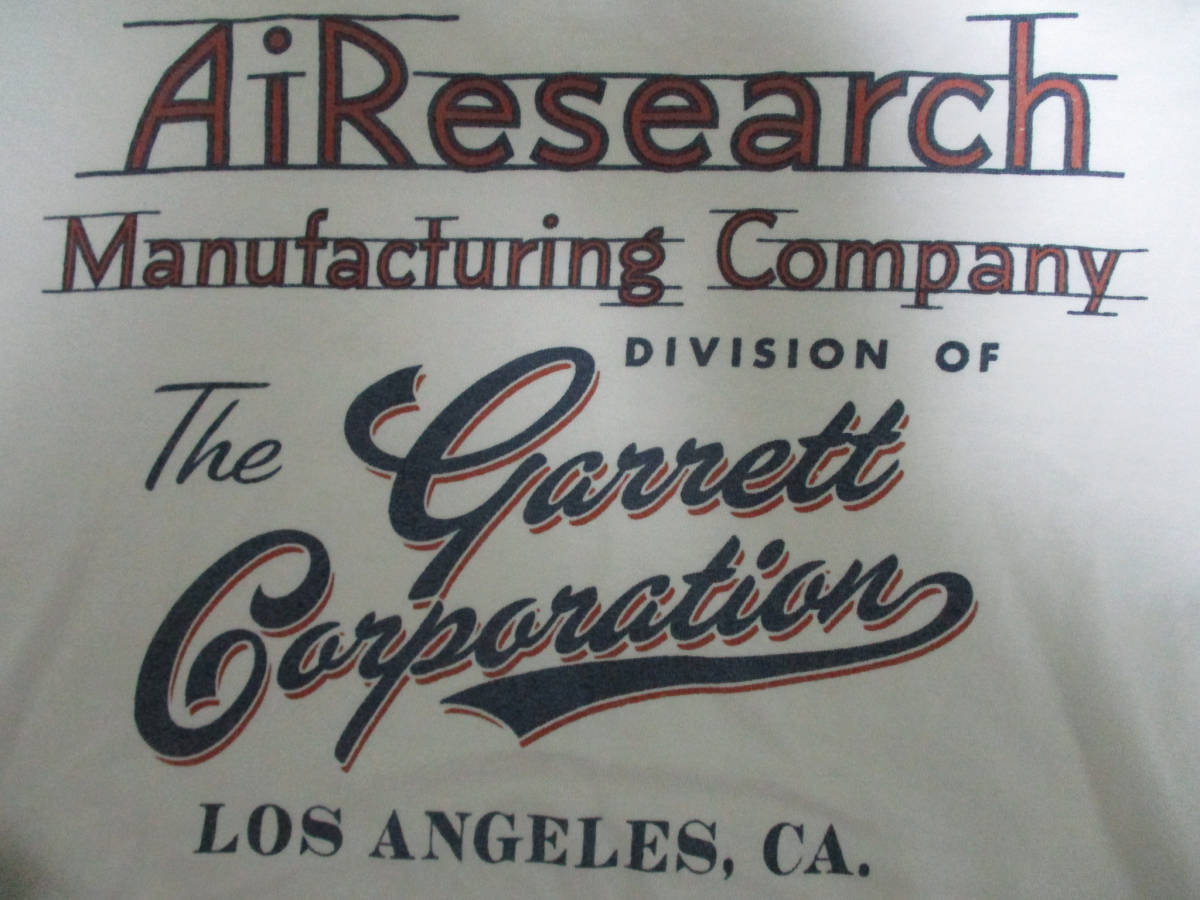 AiResearch
Manufacturing Company
DIVISION OF
The Garrett
Corporation
LOS ANGELES, CA.